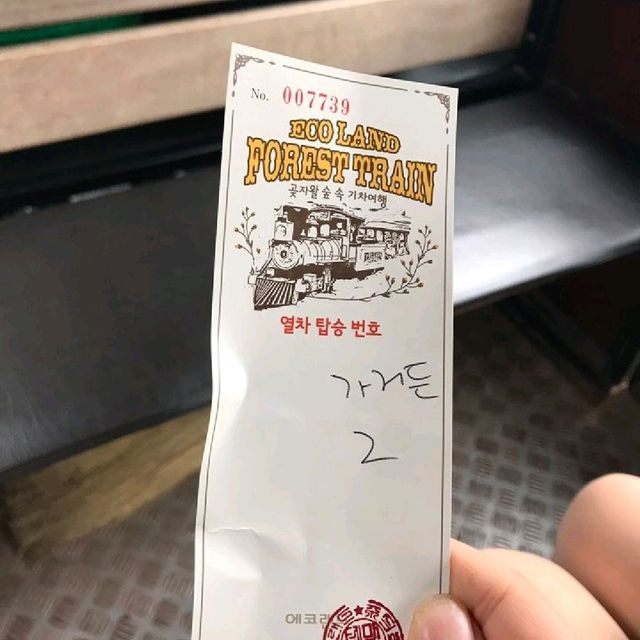 No. 007739
ECO LAND
FOREST TRAIN
곶자왈 숲 속 기차여행
열차 탑승 번호
가거든
2